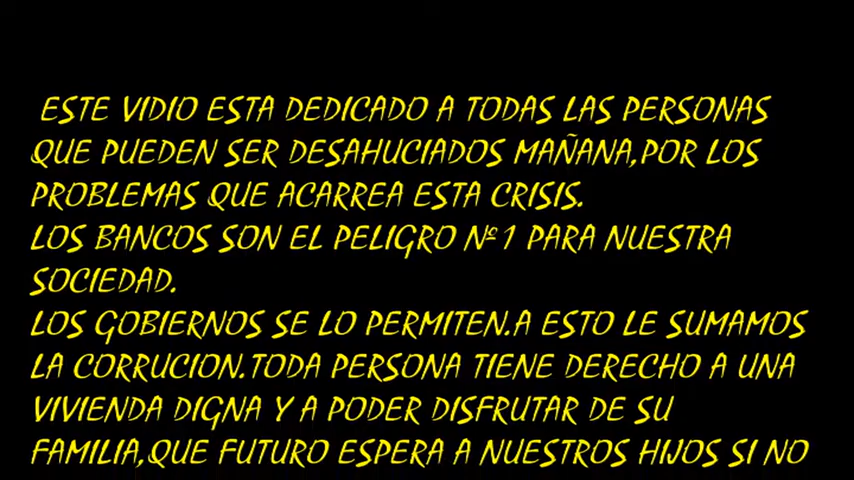 ESTE VIDIO ESTA DEDICADO A TODAS LAS PERSONAS
QUE PUEDEN SER DESAHUCIADOS MAÑANA,POR LOS
PROBLEMAS QUE ACARREA ESTA CRISIS.
LOS BANCOS SON EL PELIGRO Nº1 PARA NUESTRA
SOCIEDAD.
LOS GOBIERNOS SE LO PERMITEN.A ESTO LE SUMAMOS
LA CORRUCION.TODA PERSONA TIENE DERECHO A UNA
VIVIENDA DIGNA Y A PODER DISFRUTAR DE SU
FAMILIA,QUE FUTURO ESPERA A NUESTROS HIJOS SI NO